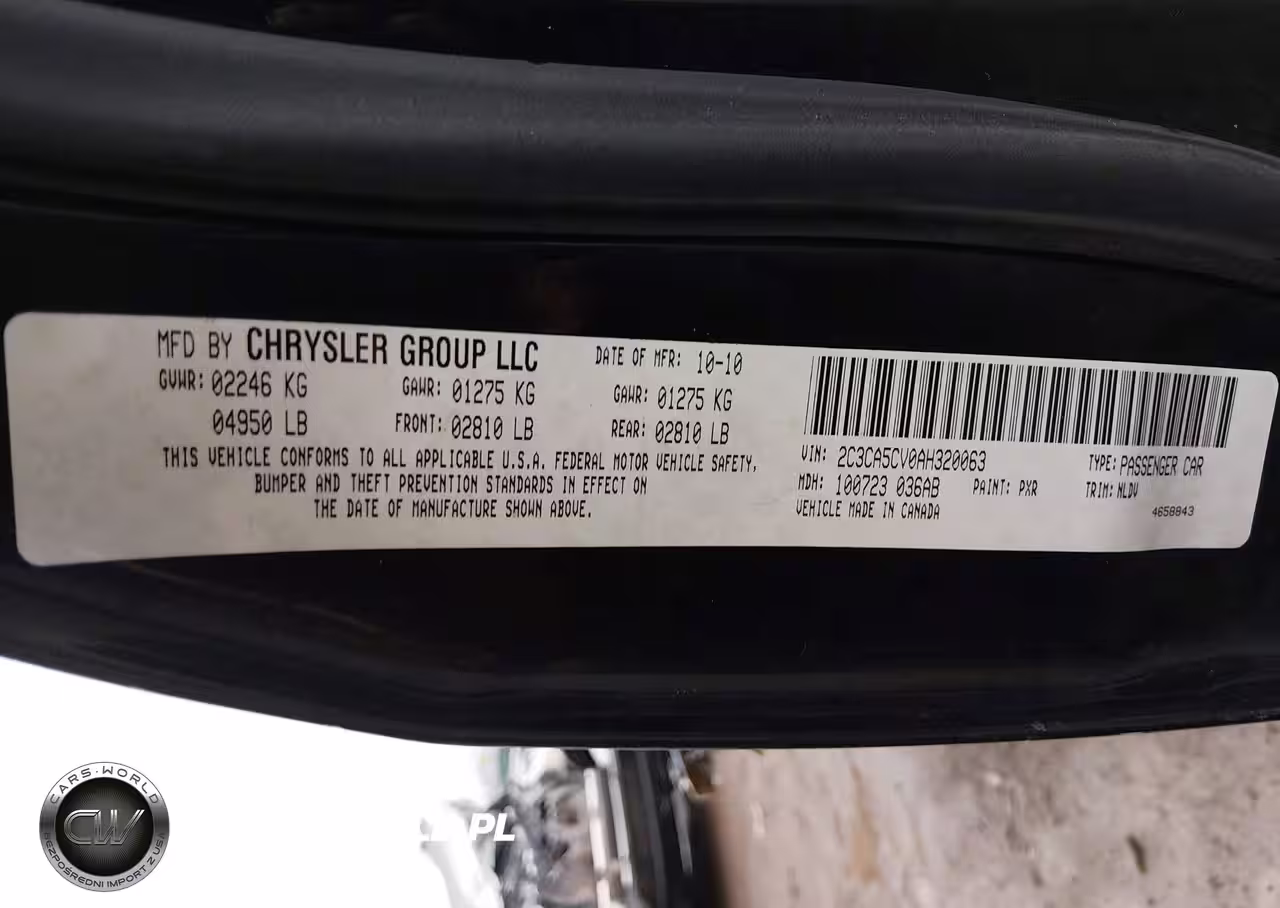 MFD BY CHRYSLER GROUP LLC DATE OF MFR: 10-10
GVWR: 02246 KG GAWR: 01275 KG GAWR: 01275 KG
04950 LB FRONT: 02810 LB REAR: 02810 LB
THIS VEHICLE CONFORMS TO ALL APPLICABLE U.S.A. FEDERAL MOTOR VEHICLE SAFETY,
BUMPER AND THEFT PREVENTION STANDARDS IN EFFECT ON
THE DATE OF MANUFACTURE SHOWN ABOVE.
VIN: 2C3CA5CV0AH320063 TYPE: PASSENGER CAR
MDH: 100723 036AB PAINT: PXR TRIM: NLDV
VEHICLE MADE IN CANADA 4658843
CARS·WORLD
CW
BEZPOŚREDNI IMPORT Z USA
.PL